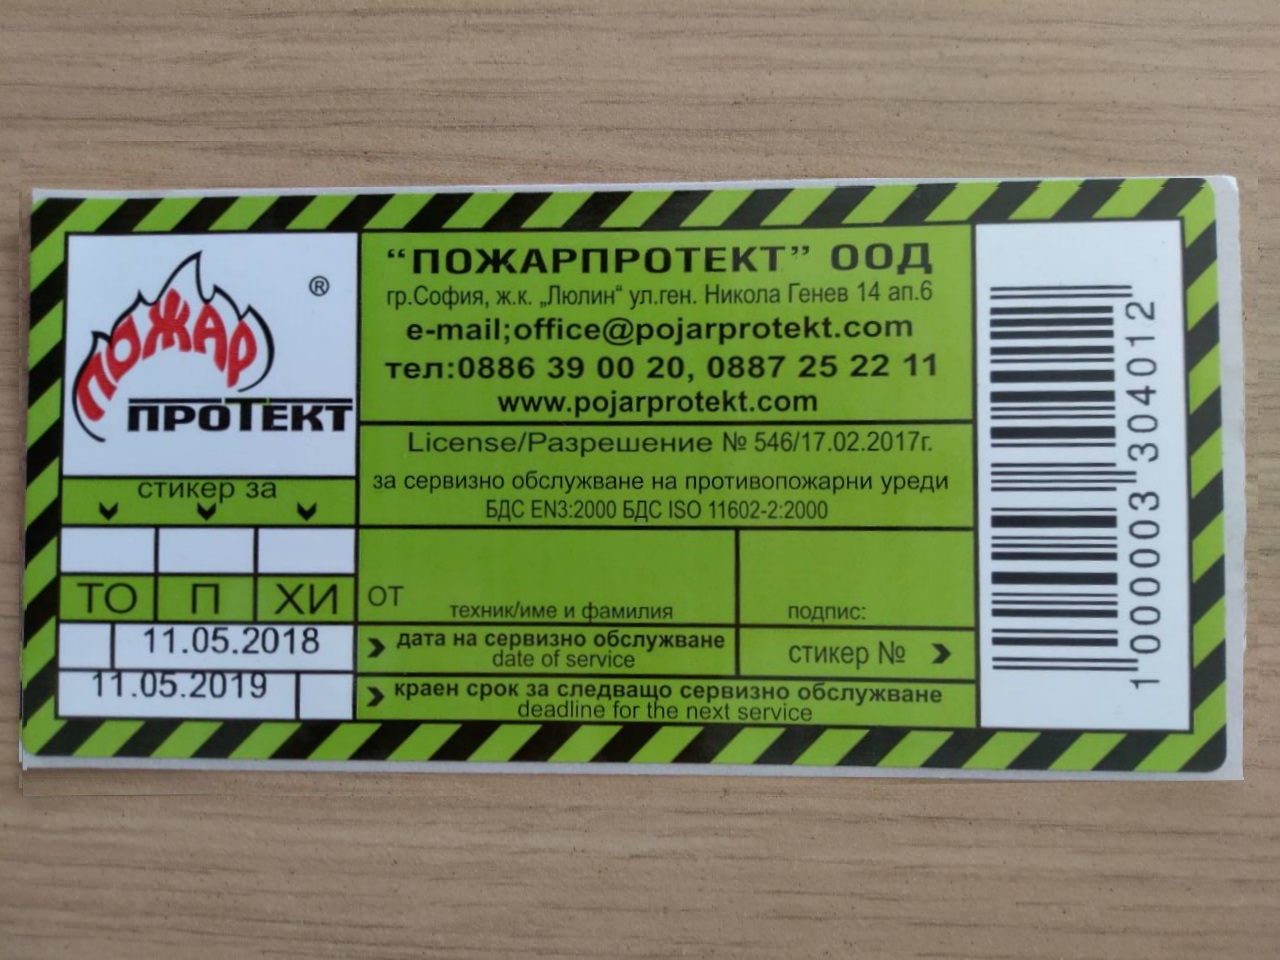 ПОЖАР
ПРОТЕКТ
®
"ПОЖАРПРОТЕКТ" ООД
гр.София, ж.к. „Люлин“ ул.ген. Никола Генев 14 ап.6
e-mail;office@pojarprotekt.com
тел:0886 39 00 20, 0887 25 22 11
www.pojarprotekt.com
License/Разрешение № 546/17.02.2017г.
за сервизно обслужване на противопожарни уреди
БДС EN3:2000 БДС ISO 11602-2:2000
стикер за
ТО П ХИ
от
техник/име и фамилия
подпис:
11.05.2018
дата на сервизно обслужване
date of service
стикер №
11.05.2019
краен срок за следващо сервизно обслужване
deadline for the next service
1 000003 304012